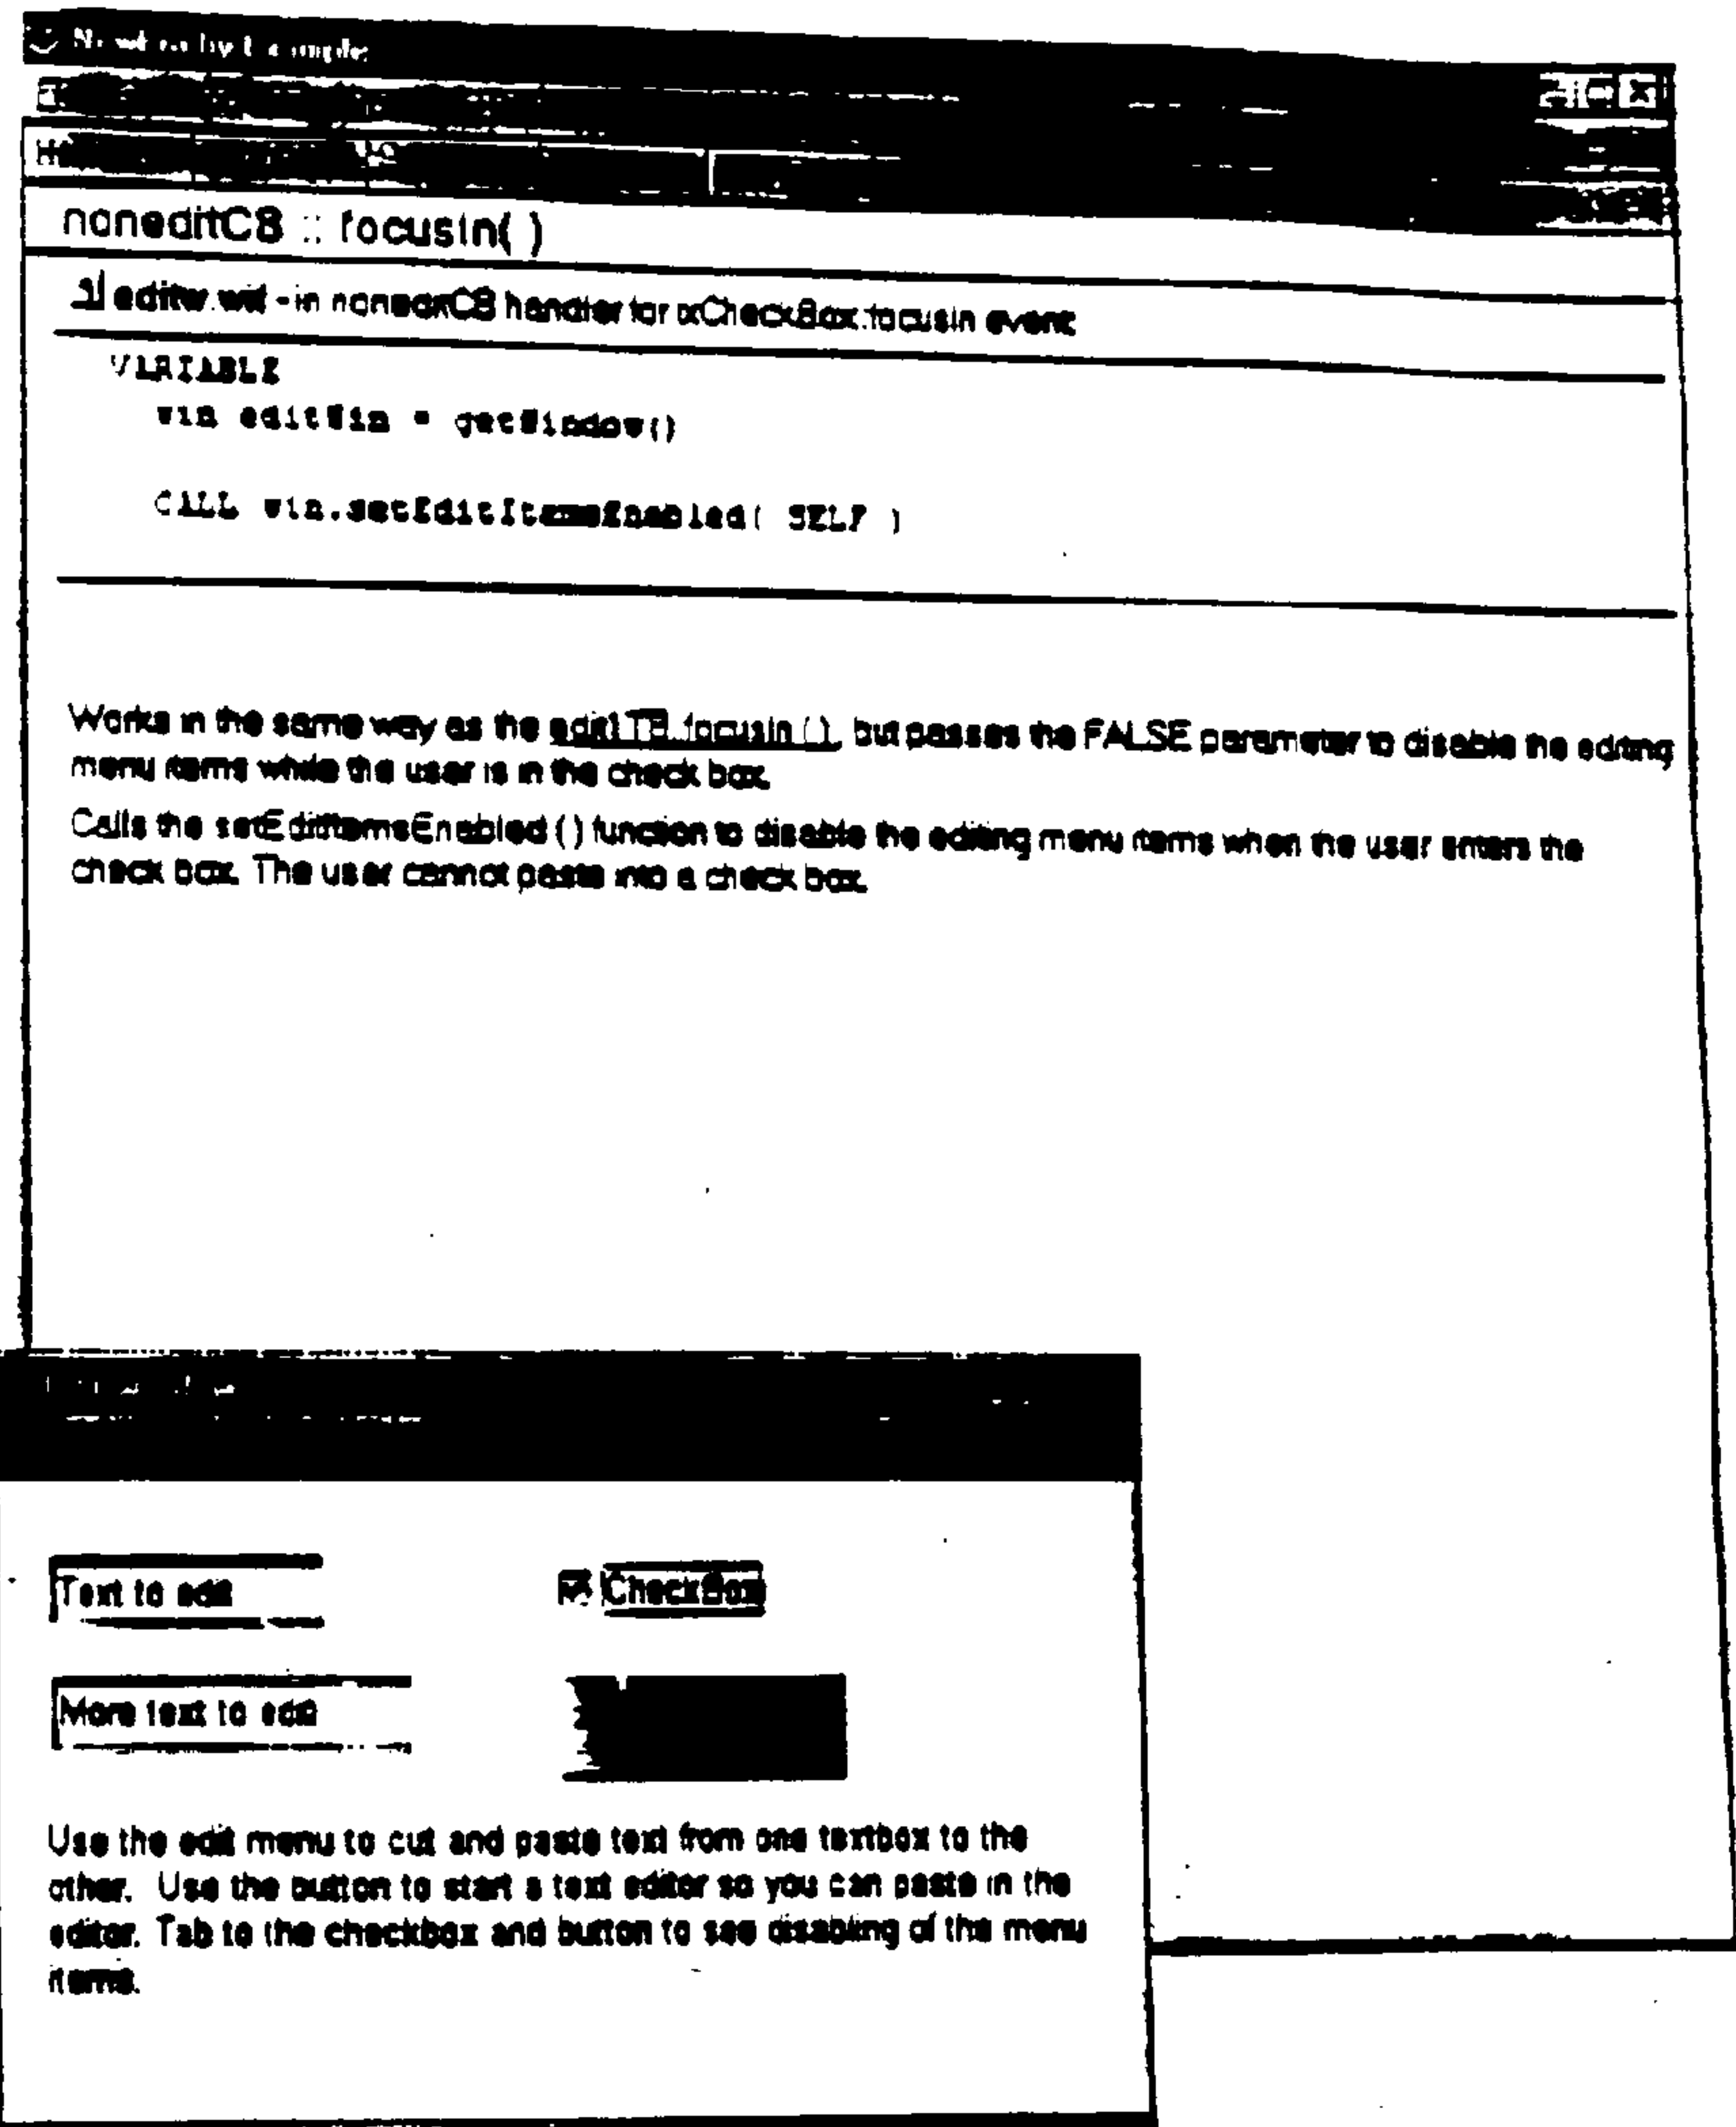 by Example
noneditCB :: focusIn( )
editw.wil - in noneditCB handler for ixCheckBox::focusIn event
VARIABLE
win editWin = getWindow()
CALL win.setEditItemsEnabled( SELF )
Works in the same way as the edit1TB::focusIn (), but passes the FALSE parameter to disable the editing
menu items while the user is in the check box.
Calls the setEditItemsEnabled ( ) function to disable the editing menu items when the user enters the
check box. The user cannot paste into a check box.
Text to edit
CheckBox
More text to edit
Use the edit menu to cut and paste text from one textbox to the
other. Use the button to start a text editor so you can paste in the
editor. Tab to the checkbox and button to see disabling of the menu
items.